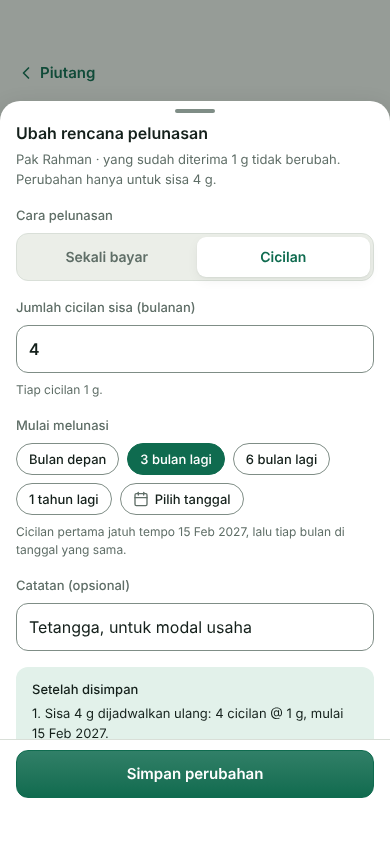 Piutang
Ubah rencana pelunasan
Pak Rahman · yang sudah diterima 1 g tidak berubah.
Perubahan hanya untuk sisa 4 g.
Cara pelunasan
Sekali bayar
Cicilan
Jumlah cicilan sisa (bulanan)
4
Tiap cicilan 1 g.
Mulai melunasi
Bulan depan
3 bulan lagi
6 bulan lagi
1 tahun lagi
Pilih tanggal
Cicilan pertama jatuh tempo 15 Feb 2027, lalu tiap bulan di
tanggal yang sama.
Catatan (opsional)
Tetangga, untuk modal usaha
Setelah disimpan
1. Sisa 4 g dijadwalkan ulang: 4 cicilan @ 1 g, mulai
15 Feb 2027.
Simpan perubahan